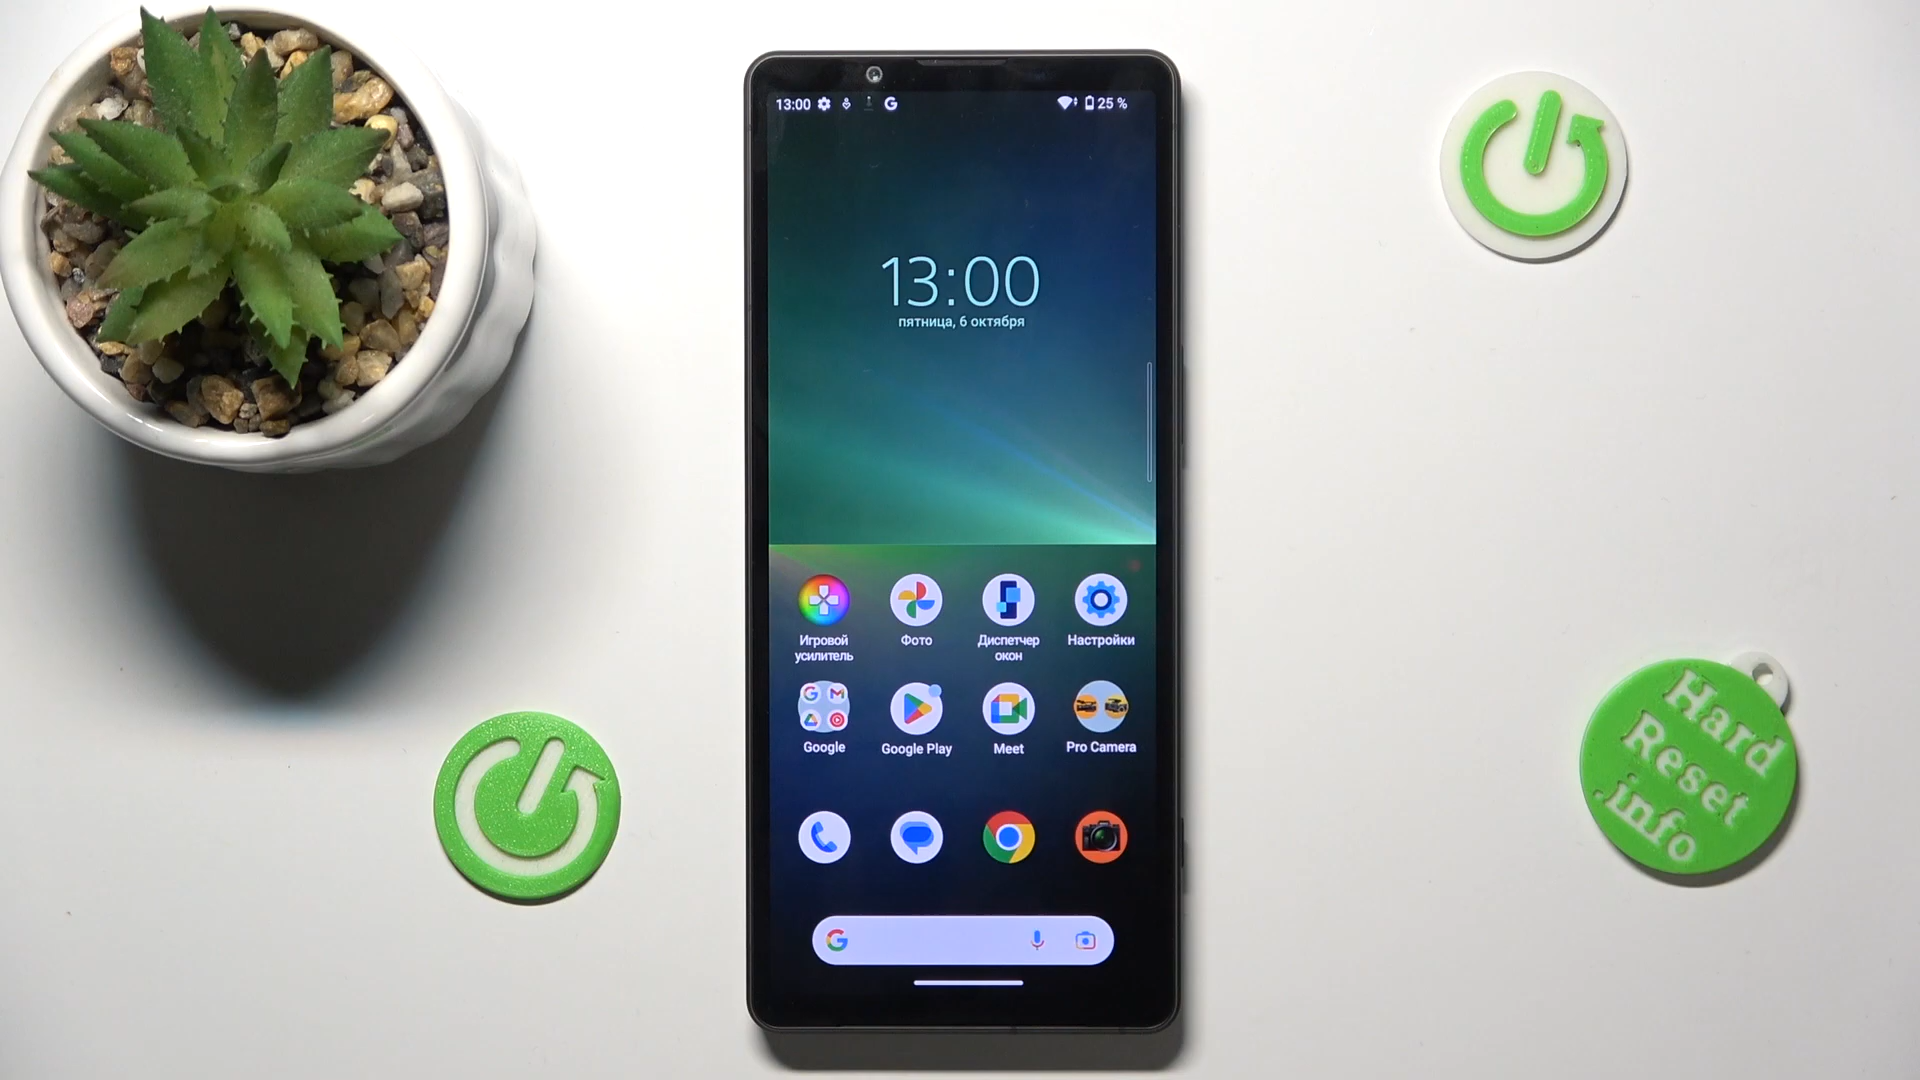 13:00
25 %
13:00
пятница, 6 октября
Игровой усилитель
Фото
Диспетчер окон
Настройки
Google
Google Play
Meet
Pro Camera
Hard
Reset
.info